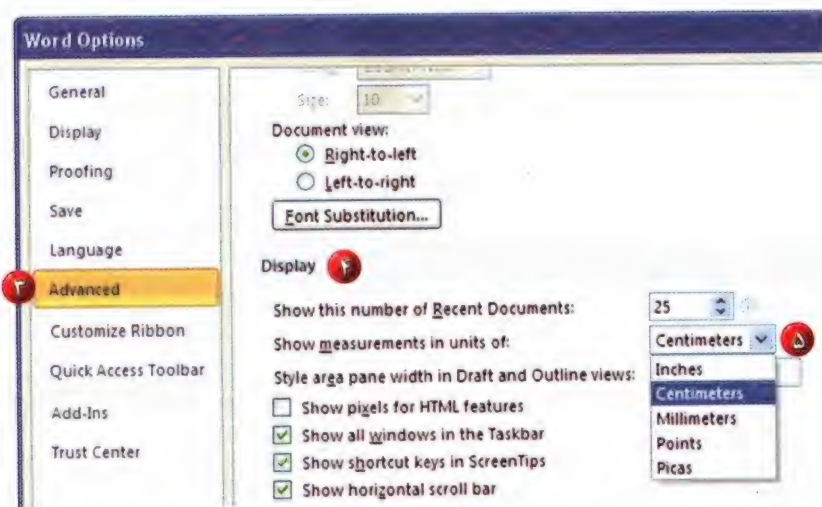 Word Options
General
Display
Proofing
Save
Language
۳ Advanced
Customize Ribbon
Quick Access Toolbar
Add-Ins
Trust Center
Size: 10
Document view:
Right-to-left
Left-to-right
Font Substitution...
Display ۴
Show this number of Recent Documents: 25
Show measurements in units of: Centimeters ۵
Inches
Style area pane width in Draft and Outline views:
Centimeters
Show pixels for HTML features
Millimeters
Show all windows in the Taskbar
Points
Show shortcut keys in ScreenTips
Picas
Show horizontal scroll bar